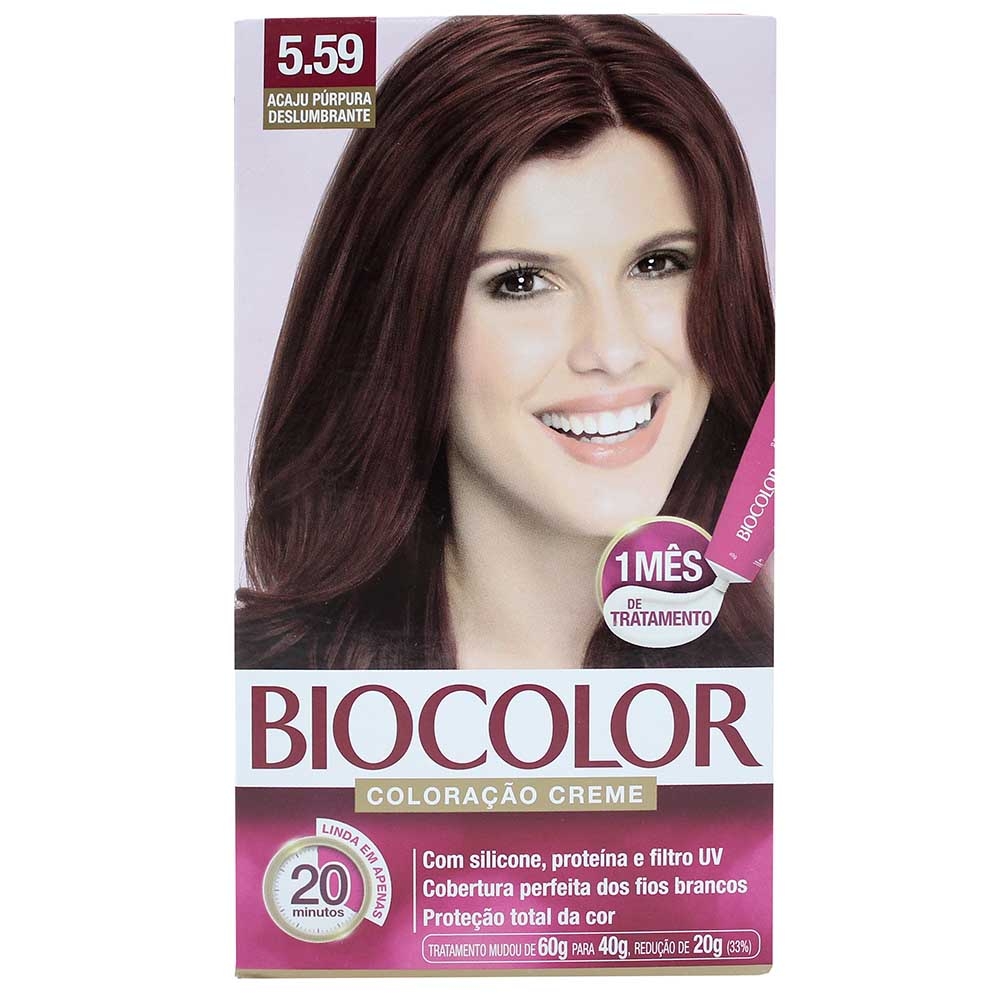 5.59
ACAJU PÚRPURA
DESLUMBRANTE
BIOCOLOR
1 MÊS
DE
TRATAMENTO
BIOCOLOR
COLORAÇÃO CREME
LINDA EM APENAS
20
minutos
Com silicone, proteína e filtro UV
Cobertura perfeita dos fios brancos
Proteção total da cor
TRATAMENTO MUDOU DE 60g PARA 40g, REDUÇÃO DE 20g (33%)